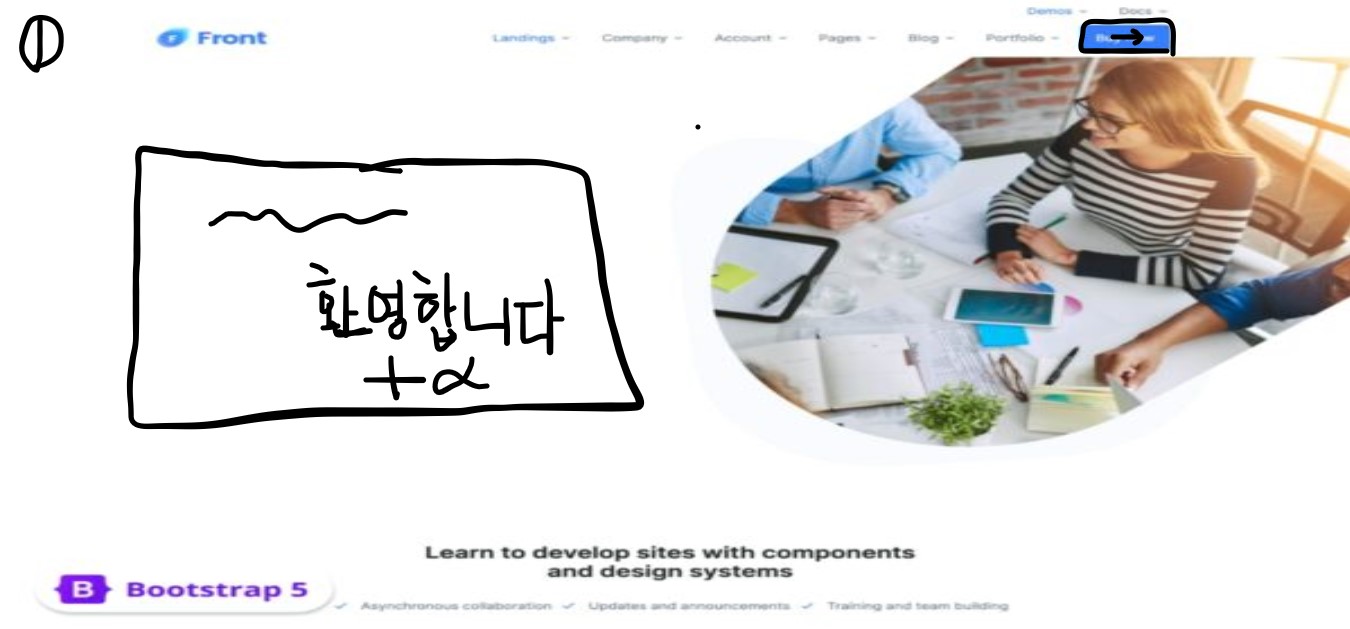 ①
Demos Docs
Front Landings Company Account Pages Blog Portfolio →
환영합니다
+α
Learn to develop sites with components
and design systems
B Bootstrap 5
Asynchronous collaboration Updates and announcements Training and team building